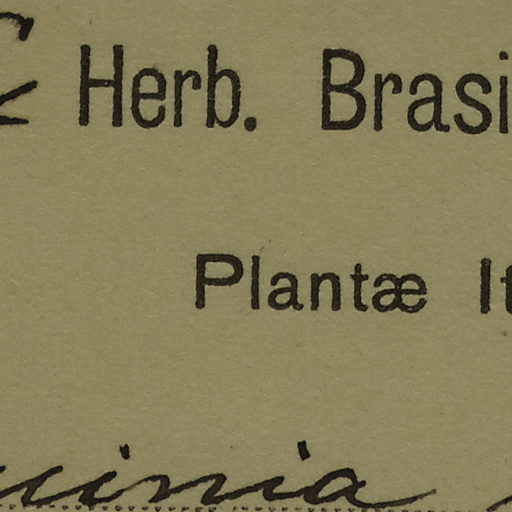 Herb. Brasi
Plantæ It